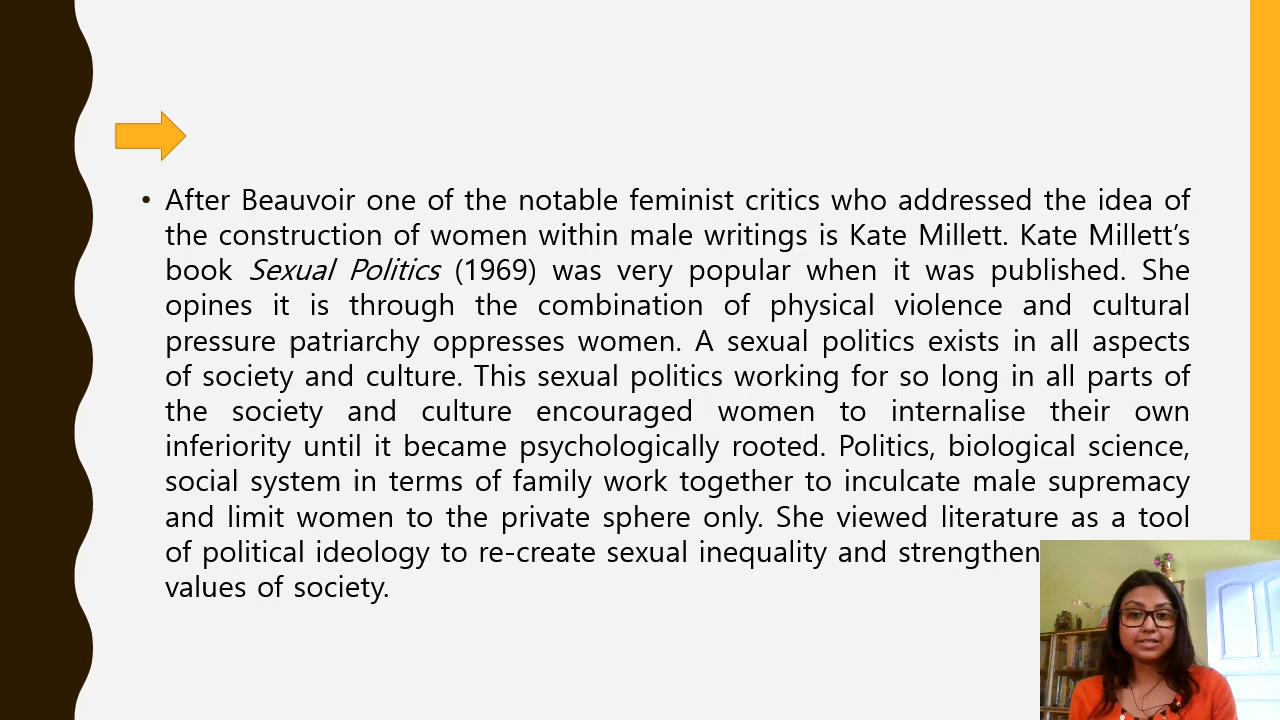 • After Beauvoir one of the notable feminist critics who addressed the idea of
the construction of women within male writings is Kate Millett. Kate Millett's
book Sexual Politics (1969) was very popular when it was published. She
opines it is through the combination of physical violence and cultural
pressure patriarchy oppresses women. A sexual politics exists in all aspects
of society and culture. This sexual politics working for so long in all parts of
the society and culture encouraged women to internalise their own
inferiority until it became psychologically rooted. Politics, biological science,
social system in terms of family work together to inculcate male supremacy
and limit women to the private sphere only. She viewed literature as a tool
of political ideology to re-create sexual inequality and strengthen
values of society.